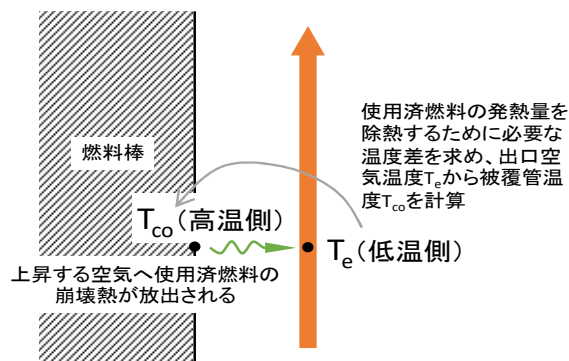 使用済燃料の発熱量を
除熱するために必要な
温度差を求め、出口空
気温度Teから被覆管温
度Tcoを計算
燃料棒
Tco(高温側)
Te(低温側)
上昇する空気へ使用済燃料の
崩壊熱が放出される